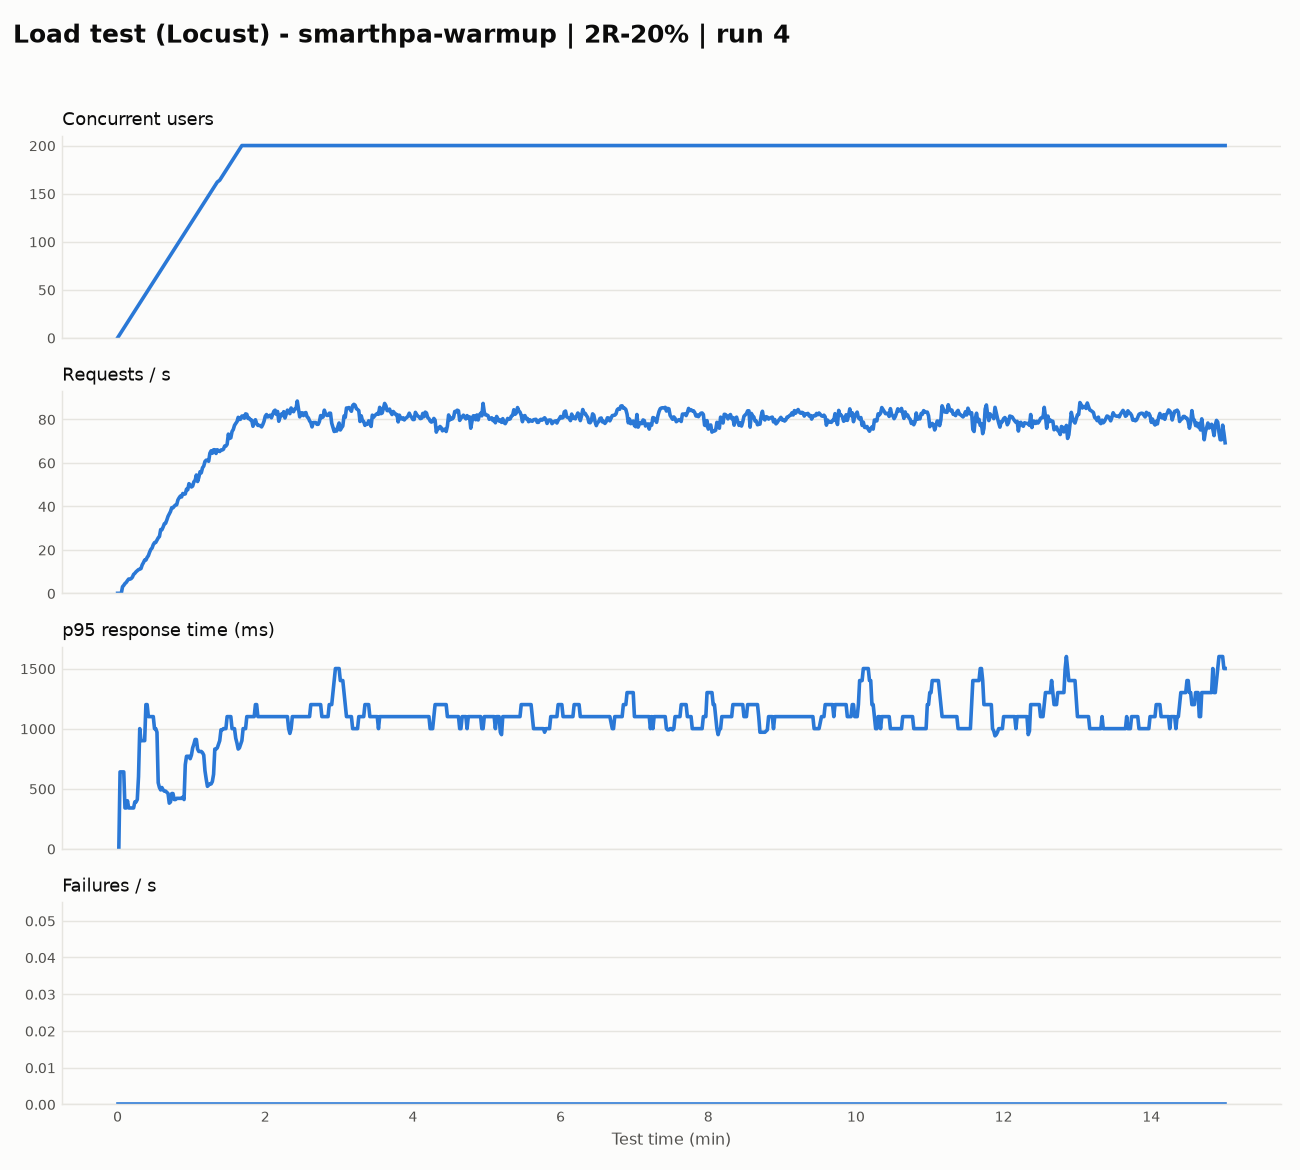 Load test (Locust) - smarthpa-warmup | 2R-20% | run 4
Concurrent users
200
150
100
50
0
Requests / s
80
60
40
20
0
p95 response time (ms)
1500
1000
500
0
Failures / s
0.05
0.04
0.03
0.02
0.01
0.00
0 2 4 6 8 10 12 14
Test time (min)